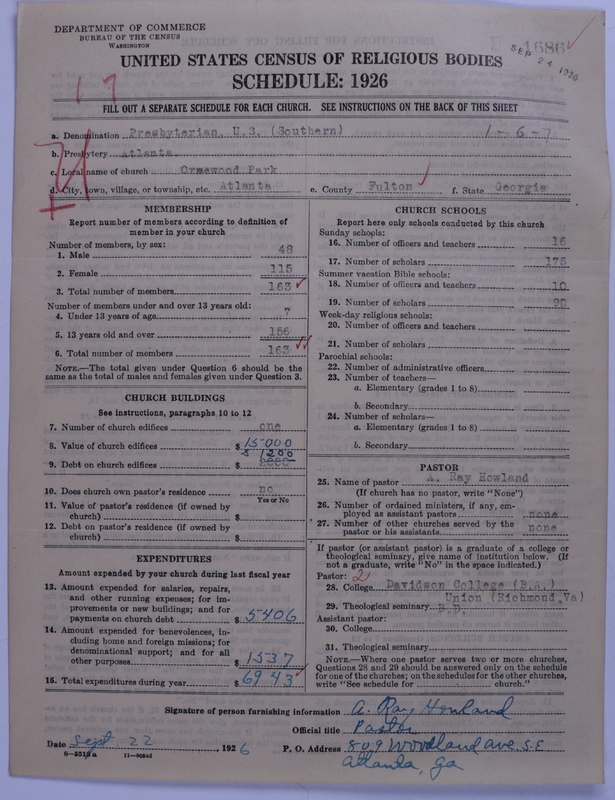 DEPARTMENT OF COMMERCE
BUREAU OF THE CENSUS
WASHINGTON
1686
SEP 24 1926
UNITED STATES CENSUS OF RELIGIOUS BODIES
SCHEDULE: 1926
17
FILL OUT A SEPARATE SCHEDULE FOR EACH CHURCH. SEE INSTRUCTIONS ON THE BACK OF THIS SHEET
a. Denomination Presbyterian, U.S. (Southern) 1-6-7
b. Presbytery Atlanta
c. Local name of church Ormewood Park
d. City, town, village, or township, etc. Atlanta e. County Fulton f. State Georgia
MEMBERSHIP
Report number of members according to definition of
member in your church
Number of members, by sex:
1. Male 48
2. Female 115
3. Total number of members 163
Number of members under and over 13 years old:
4. Under 13 years of age 7
5. 13 years old and over 156
6. Total number of members 163
NOTE.—The total given under Question 6 should be
same as the total of males and females given under Question 3.
CHURCH BUILDINGS
See instructions, paragraphs 10 to 12
7. Number of church edifices one
8. Value of church edifices $ 15000
$ 1200
9. Debt on church edifices $
10. Does church own pastor's residence no
Yes or No
11. Value of pastor's residence (if owned by
church) $
12. Debt on pastor's residence (if owned by
church) $
EXPENDITURES
Amount expended by your church during last fiscal year
13. Amount expended for salaries, repairs,
and other running expenses; for im-
provements or new buildings; and for
payments on church debt $ 5406
14. Amount expended for benevolences, in-
cluding home and foreign missions; for
denominational support; and for all
other purposes $ 1537
15. Total expenditures during year $ 6943
CHURCH SCHOOLS
Report here only schools conducted by this church
Sunday schools:
16. Number of officers and teachers 16
17. Number of scholars 175
Summer vacation Bible schools:
18. Number of officers and teachers 10
19. Number of scholars
Week-day religious schools:
20. Number of officers and teachers
21. Number of scholars
Parochial schools:
22. Number of administrative officers
23. Number of teachers—
a. Elementary (grades 1 to 8)
b. Secondary
24. Number of scholars—
a. Elementary (grades 1 to 8)
b. Secondary
PASTOR
25. Name of pastor A. Ray Howland
(If church has no pastor, write "None")
26. Number of ordained ministers, if any, em-
ployed as assistant pastors none
27. Number of other churches served by the
pastor or his assistants none
If pastor (or assistant pastor) is a graduate of a college or
theological seminary, give name of institution below. (If
not a graduate, write "No" in the space indicated.)
Pastor: 2
28. College Davidson College (B.A.)
Union (Richmond, Va)
29. Theological seminary B.D.
Assistant pastor:
30. College
31. Theological seminary
NOTE.—Where one pastor serves two or more churches,
Questions 28 and 29 should be answered only on the schedule
for one of the churches; on the schedules for the other churches,
write "See schedule for church."
Signature of person furnishing information A. Ray Howland
Official title Pastor
Date Sept 22, 1926 P. O. Address 809 Woodland Ave. S.E
Atlanta, Ga
8-5518a 11-9054d